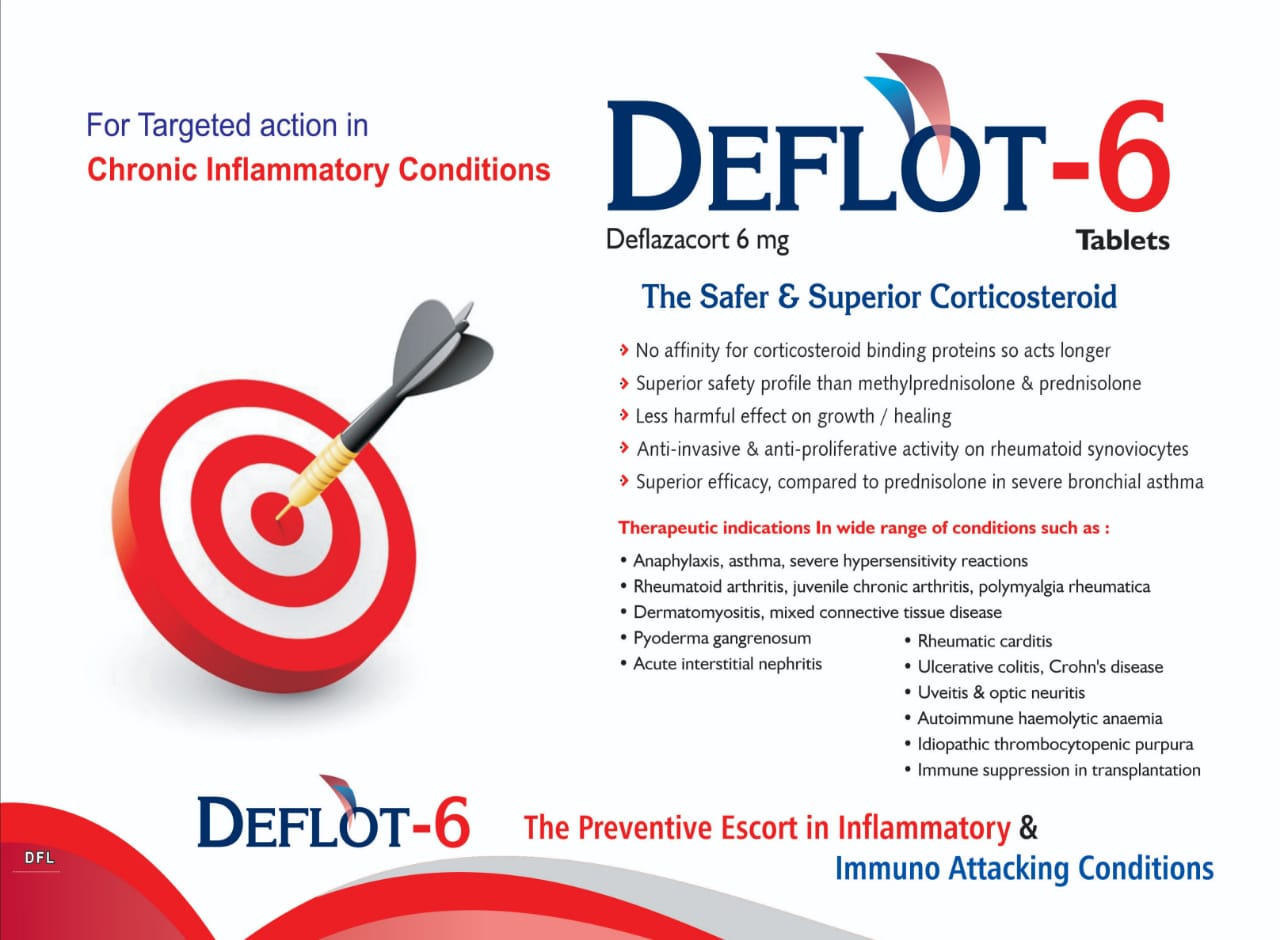 For Targeted action in
Chronic Inflammatory Conditions
DEFLOT-6
Deflazacort 6 mg
Tablets
The Safer & Superior Corticosteroid
No affinity for corticosteroid binding proteins so acts longer
Superior safety profile than methylprednisolone & prednisolone
Less harmful effect on growth / healing
Anti-invasive & anti-proliferative activity on rheumatoid synoviocytes
Superior efficacy, compared to prednisolone in severe bronchial asthma
Therapeutic indications In wide range of conditions such as :
• Anaphylaxis, asthma, severe hypersensitivity reactions
• Rheumatoid arthritis, juvenile chronic arthritis, polymyalgia rheumatica
• Dermatomyositis, mixed connective tissue disease
• Pyoderma gangrenosum
• Acute interstitial nephritis
• Rheumatic carditis
• Ulcerative colitis, Crohn's disease
• Uveitis & optic neuritis
• Autoimmune haemolytic anaemia
• Idiopathic thrombocytopenic purpura
• Immune suppression in transplantation
DEFLOT-6
The Preventive Escort in Inflammatory &
Immuno Attacking Conditions
DFL